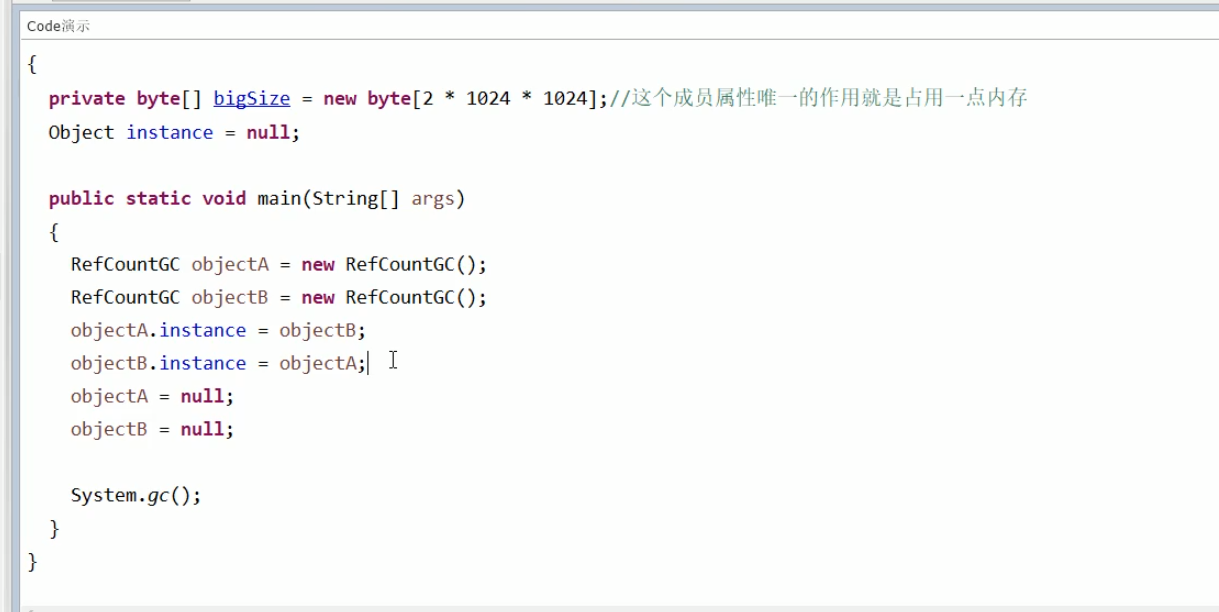 Code演示
{
private byte[] bigSize = new byte[2 * 1024 * 1024];//这个成员属性唯一的作用就是占用一点内存
Object instance = null;
public static void main(String[] args)
{
RefCountGC objectA = new RefCountGC();
RefCountGC objectB = new RefCountGC();
objectA.instance = objectB;
objectB.instance = objectA;
objectA = null;
objectB = null;
System.gc();
}
}